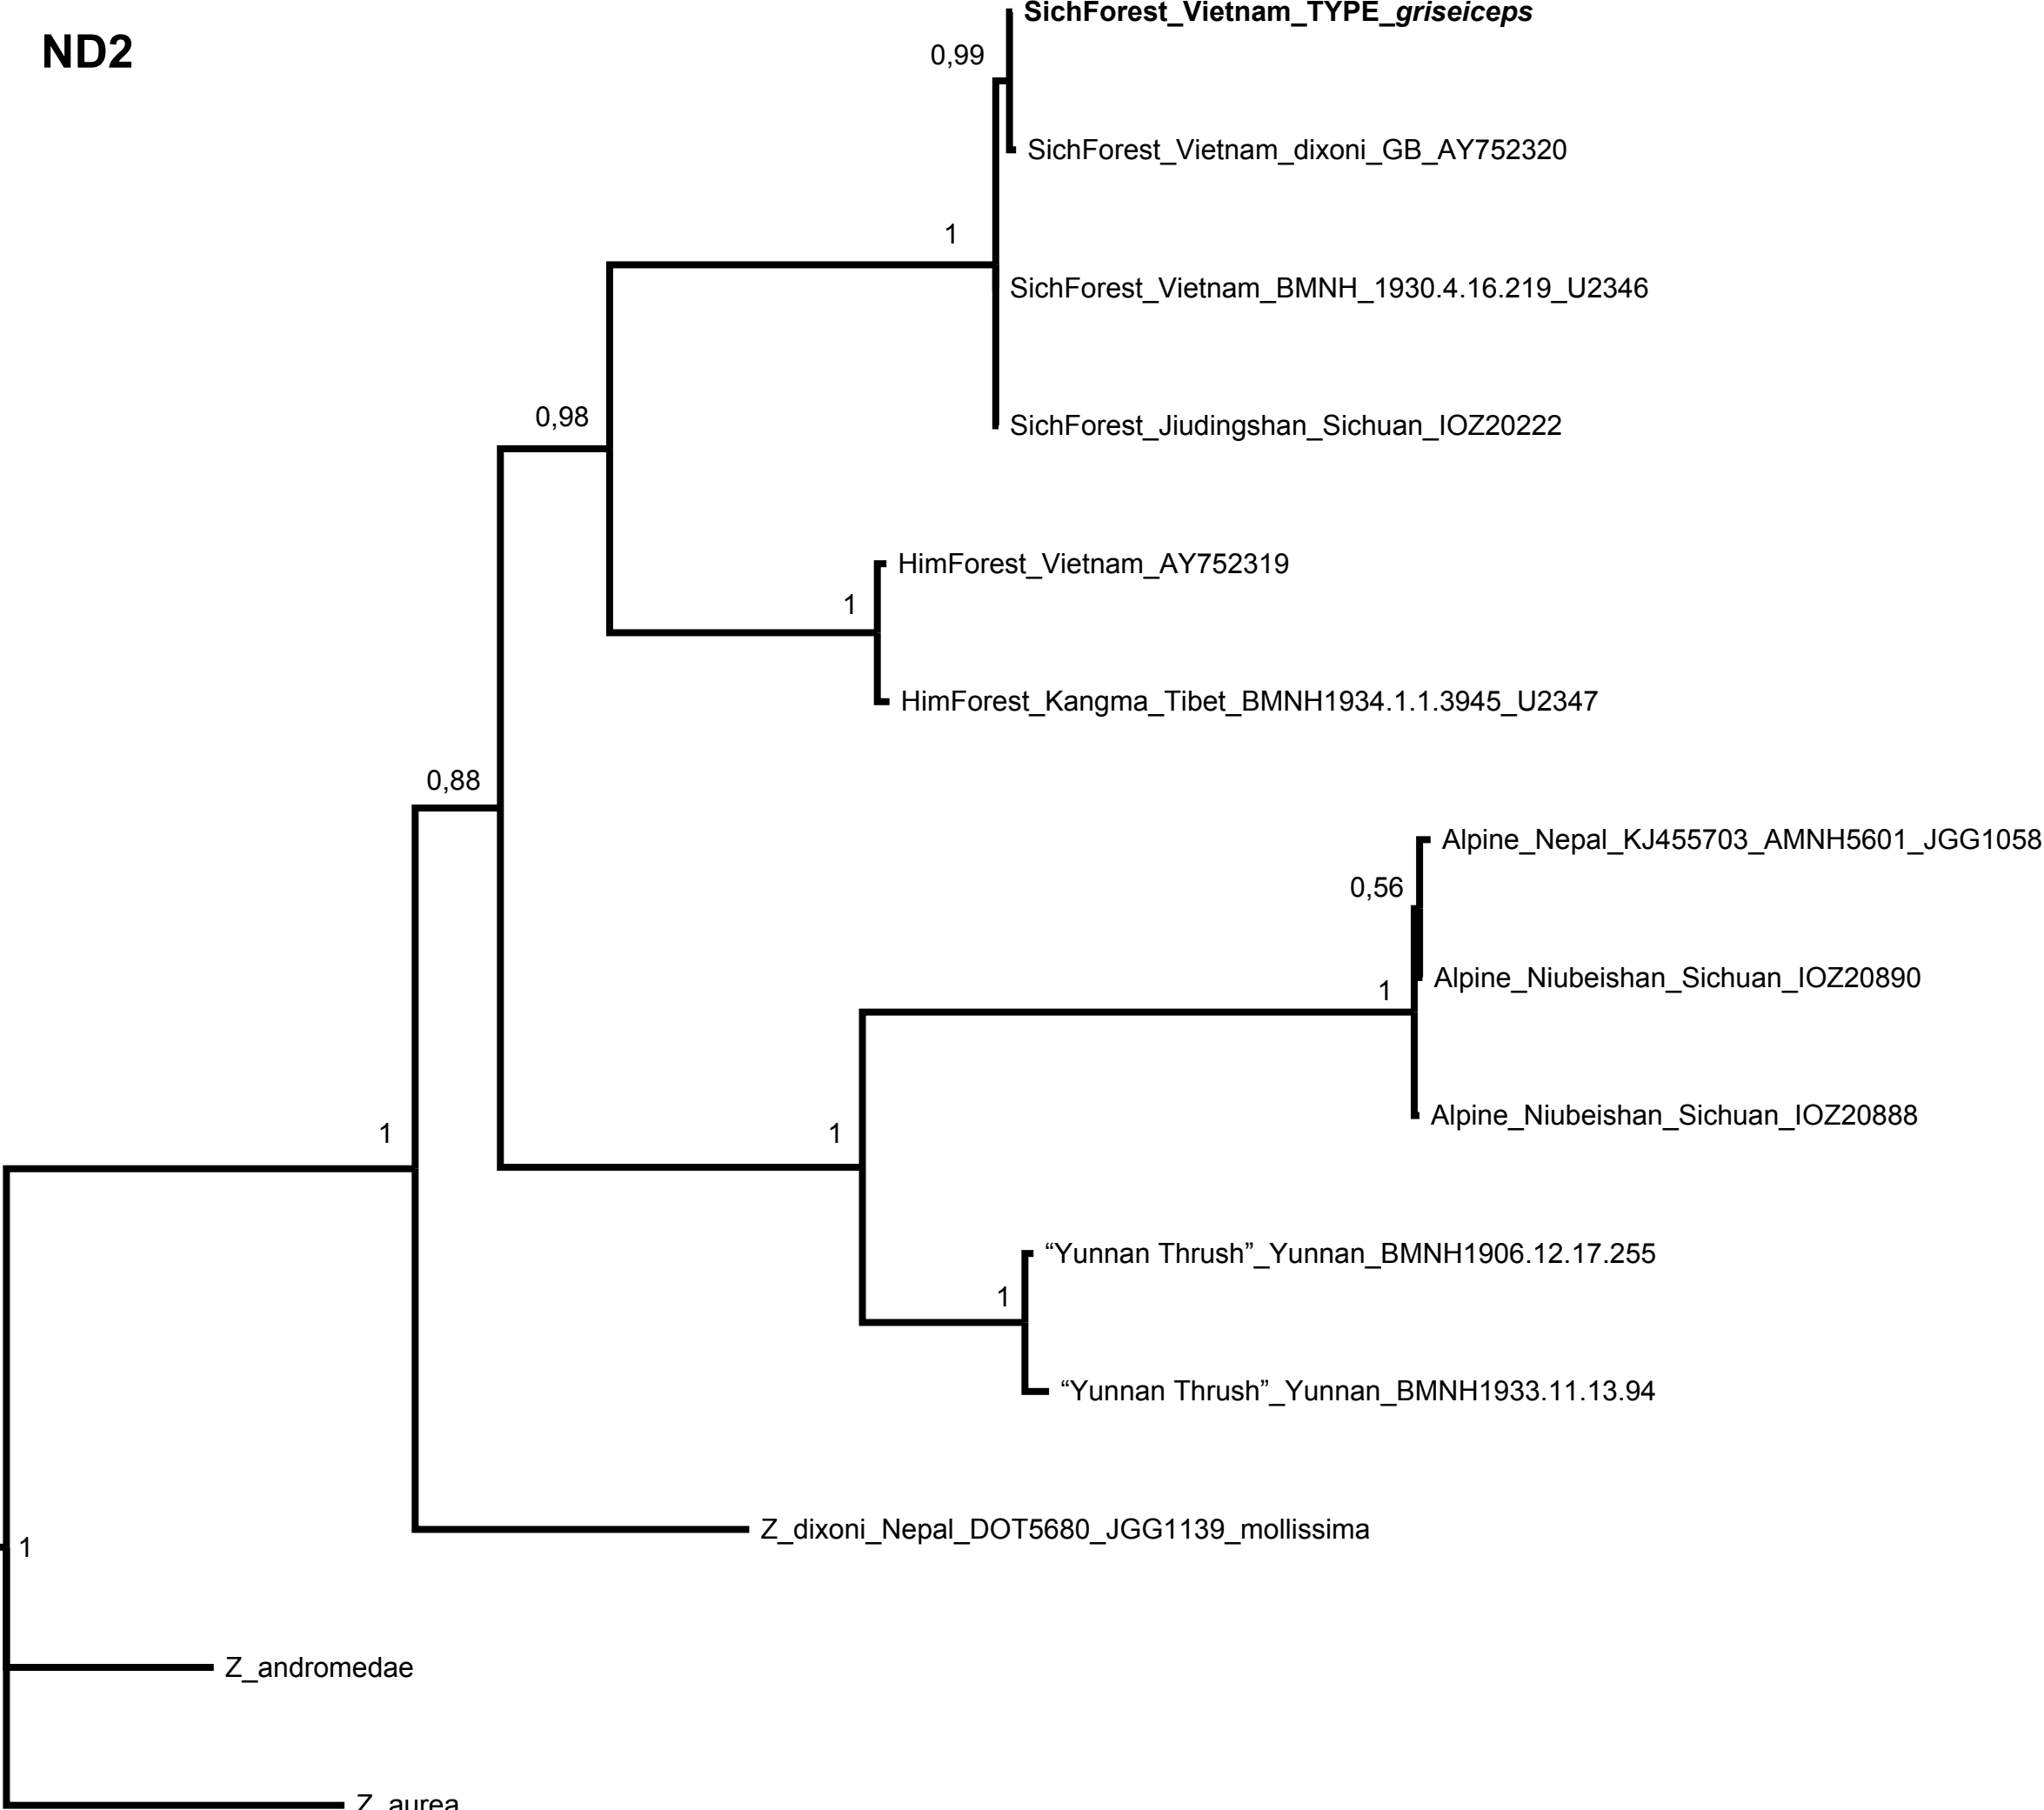 SichForest_Vietnam_TYPE_griseiceps
ND2
0,99
SichForest_Vietnam_dixoni_GB_AY752320
1
SichForest_Vietnam_BMNH_1930.4.16.219_U2346
0,98
SichForest_Jiudingshan_Sichuan_IOZ20222
HimForest_Vietnam_AY752319
1
HimForest_Kangma_Tibet_BMNH1934.1.1.3945_U2347
0,88
Alpine_Nepal_KJ455703_AMNH5601_JGG1058
0,56
Alpine_Niubeishan_Sichuan_IOZ20890
1
Alpine_Niubeishan_Sichuan_IOZ20888
1
1
“Yunnan Thrush”_Yunnan_BMNH1906.12.17.255
1
“Yunnan Thrush”_Yunnan_BMNH1933.11.13.94
Z_dixoni_Nepal_DOT5680_JGG1139_mollissima
1
Z_andromedae
Z_aurea